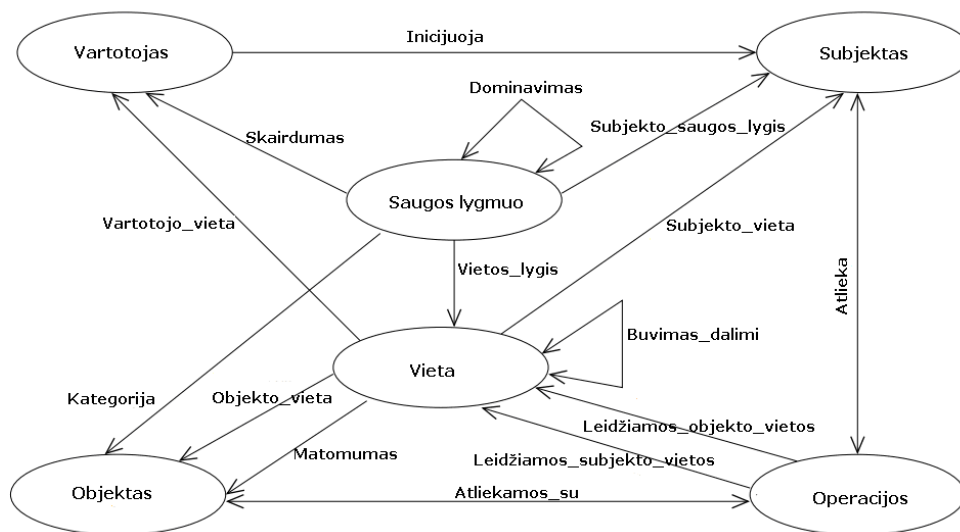 Inicijuoja
Vartotojas
Subjektas
Dominavimas
Subjekto_saugos_lygis
Skairdumas
Saugos lygmuo
Vartotojo_vieta
Subjekto_vieta
Vietos_lygis
Atlieka
Buvimas_dalimi
Vieta
Kategorija
Objekto_vieta
Leidžiamos_objekto_vietos
Matomumas
Leidžiamos_subjekto_vietos
Objektas
Atliekamos_su
Operacijos